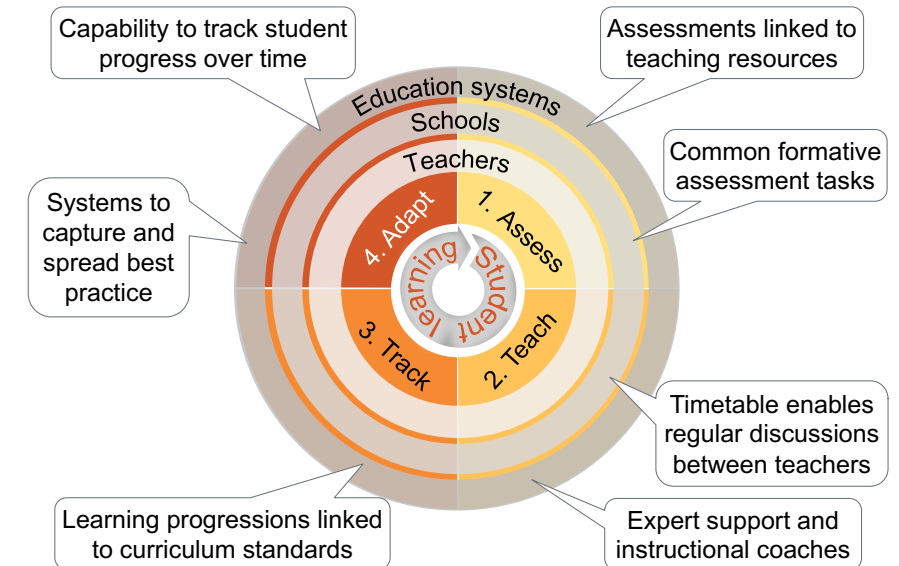 Capability to track student
progress over time
Assessments linked to
teaching resources
Education systems
Schools
Teachers
Common formative
assessment tasks
Systems to
capture and
spread best
practice
4. Adapt
1. Assess
Student
learning
3. Track
2. Teach
Timetable enables
regular discussions
between teachers
Learning progressions linked
to curriculum standards
Expert support and
instructional coaches